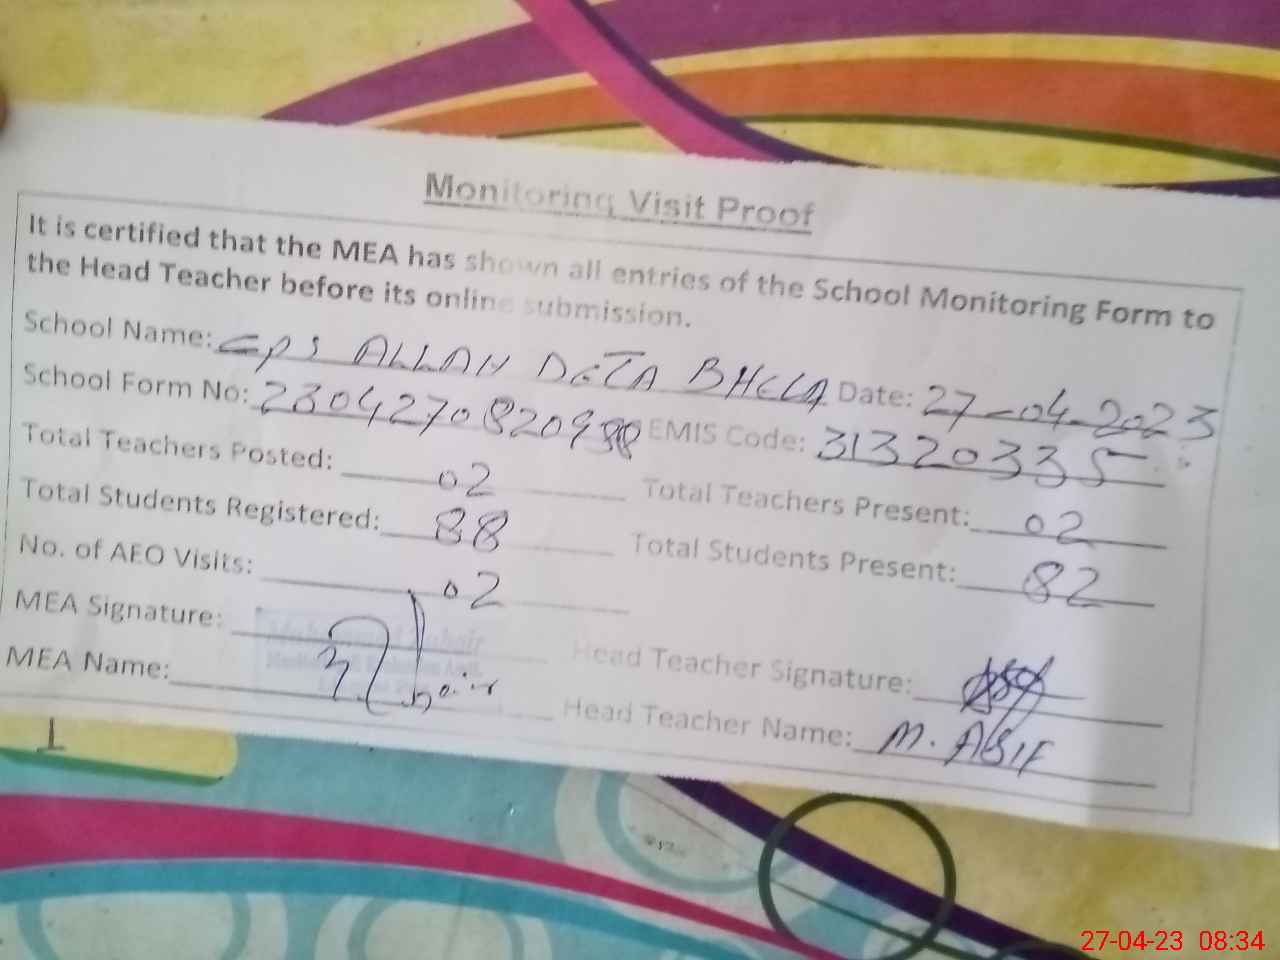 Monitoring Visit Proof
It is certified that the MEA has shown all entries of the School Monitoring Form to
the Head Teacher before its online submission.
School Name: GPS ALLAH DETA BHELA Date: 27-04-2023
School Form No: EMIS Code: 31320335
Total Teachers Posted: 02 Total Teachers Present: 02
Total Students Registered: 88 Total Students Present: 82
No. of AEO Visits: 02
MEA Signature: Head Teacher Signature:
MEA Name: Head Teacher Name: M. ASIF
27-04-23 08:34